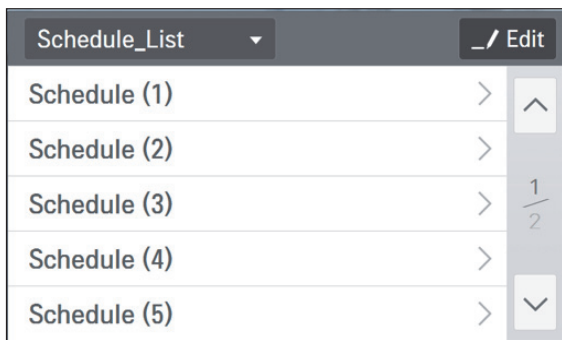 Schedule_List Edit
Schedule (1)
Schedule (2)
Schedule (3)
Schedule (4)
Schedule (5)
1
2